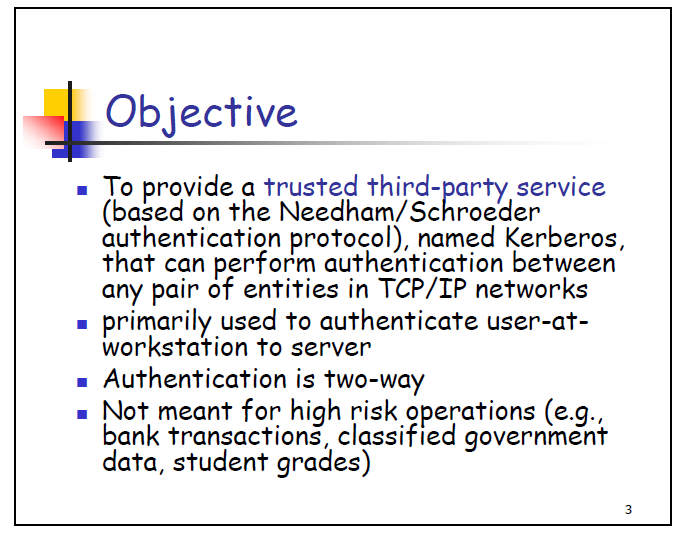 Objective
To provide a trusted third-party service
(based on the Needham/Schroeder
authentication protocol), named Kerberos,
that can perform authentication between
any pair of entities in TCP/IP networks
primarily used to authenticate user-at-
workstation to server
Authentication is two-way
Not meant for high risk operations (e.g.,
bank transactions, classified government
data, student grades)
3